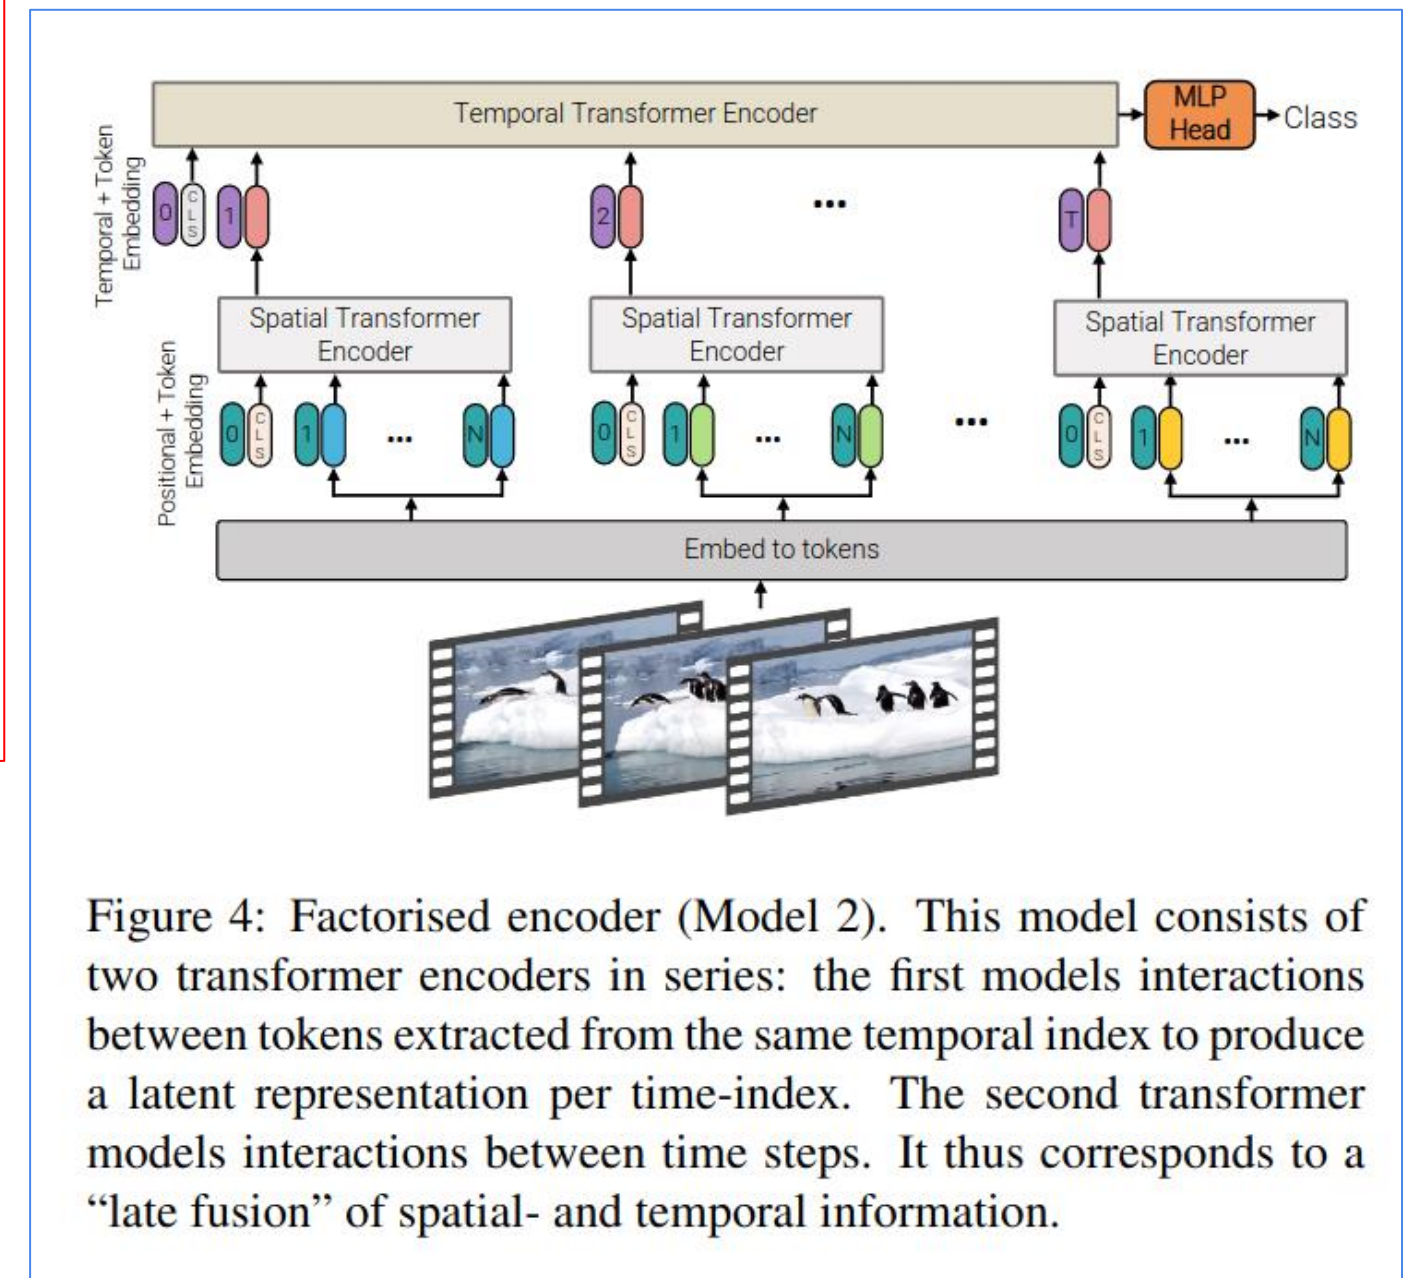 Temporal Transformer Encoder
MLP
Head
Class
Temporal + Token
Embedding
0 CLS 1 2 ... T
Spatial Transformer
Encoder
Spatial Transformer
Encoder
Spatial Transformer
Encoder
Positional + Token
Embedding
0 CLS 1 ... N 0 CLS 1 ... N ... 0 CLS 1 ... N
Embed to tokens
Figure 4: Factorised encoder (Model 2). This model consists of
two transformer encoders in series: the first models interactions
between tokens extracted from the same temporal index to produce
a latent representation per time-index. The second transformer
models interactions between time steps. It thus corresponds to a
“late fusion” of spatial- and temporal information.